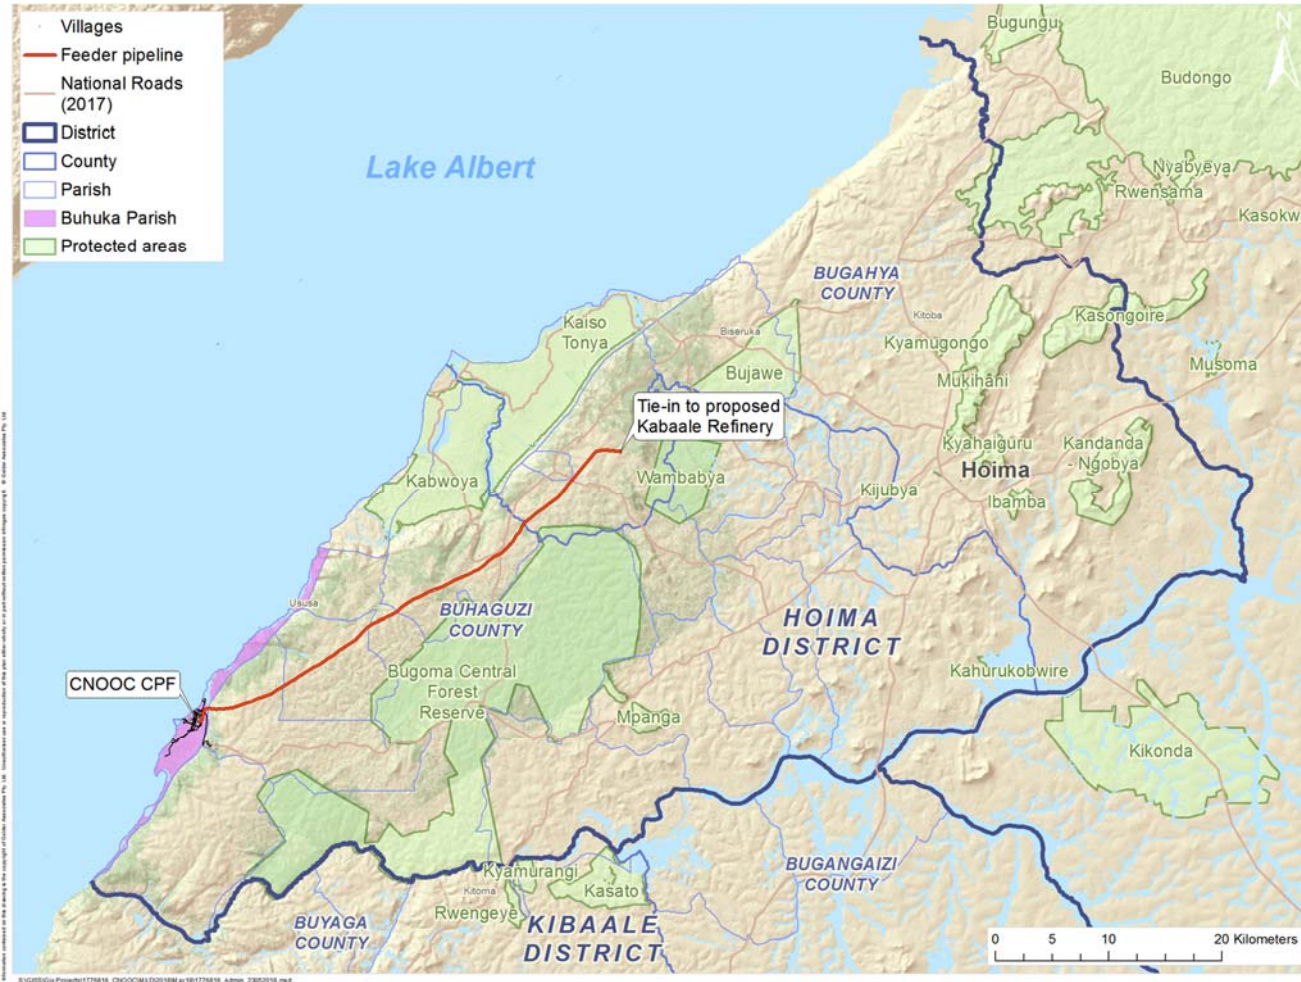 Villages
Feeder pipeline
National Roads
(2017)
District
County
Parish
Buhuka Parish
Protected areas
Bugungu
N
Budongo
Lake Albert
Nyabyeya
Rwensama
Kasokw
BUGAHYA
COUNTY
Kaiso
Tonya
Biseruka
Kitoba
Kasongoire
Kyamugongo
Musoma
Bujawe
Mukihani
Tie-in to proposed
Kabaale Refinery
Kyahaiguru
Kandanda
- Ngobya
Hoima
Kabwoya
Wambabya
Kijubya
Ibamba
Ususa
BUHAGUZI
COUNTY
HOIMA
DISTRICT
CNOOC CPF
Bugoma Central
Forest
Reserve
Kahurukobwire
Mpanga
Kikonda
Kyamurangi
BUGANGAIZI
COUNTY
Kitoma
Kasato
Rwengeye
BUYAGA
COUNTY
KIBAALE
DISTRICT
0 5 10 20 Kilometers